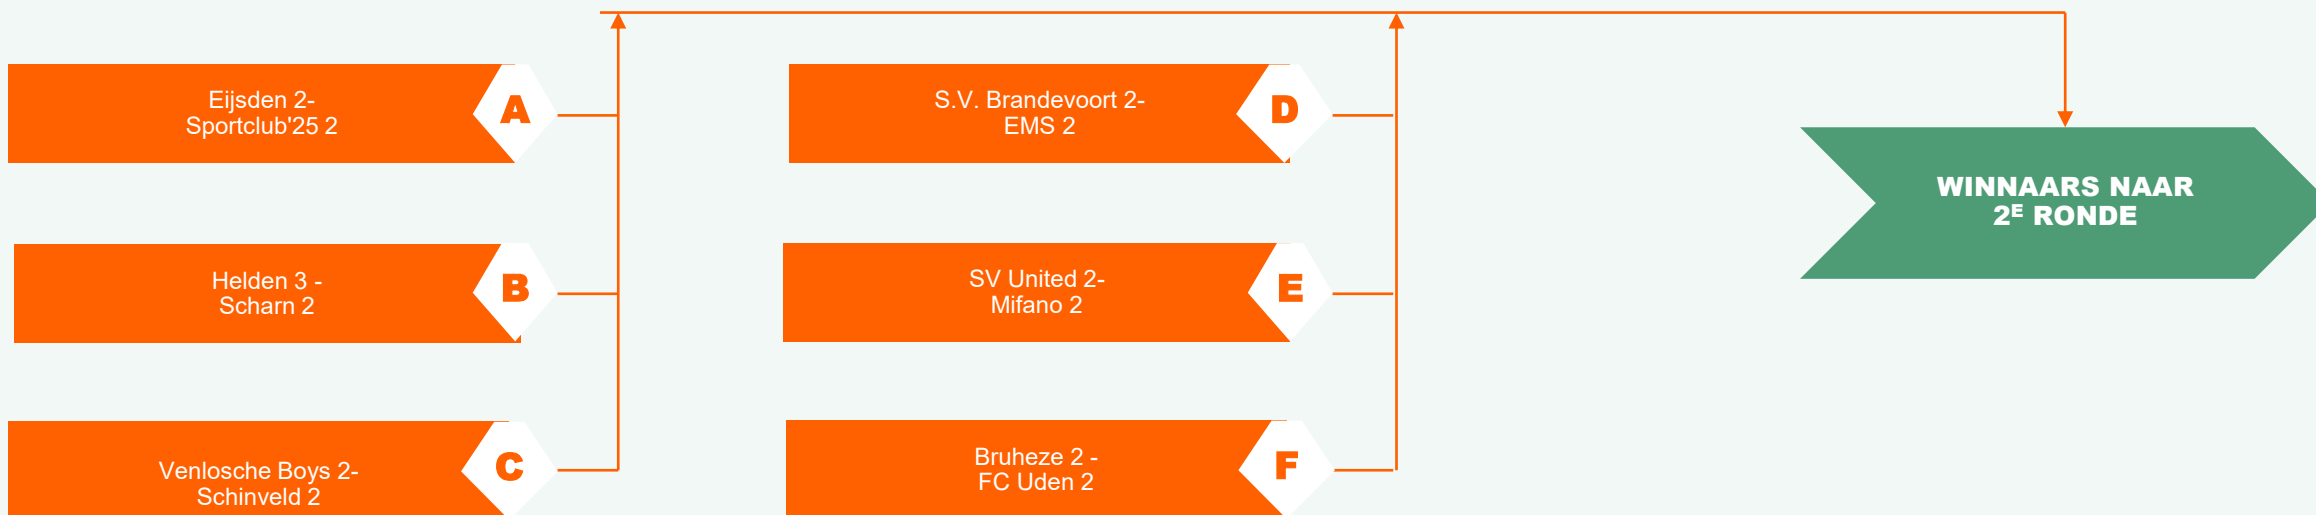 Eijsden 2-
Sportclub'25 2
A
Helden 3 -
Scharn 2
B
Venlosche Boys 2-
Schinveld 2
C
S.V. Brandevoort 2-
EMS 2
D
SV United 2-
Mifano 2
E
Bruheze 2 -
FC Uden 2
F
WINNAARS NAAR
2E RONDE